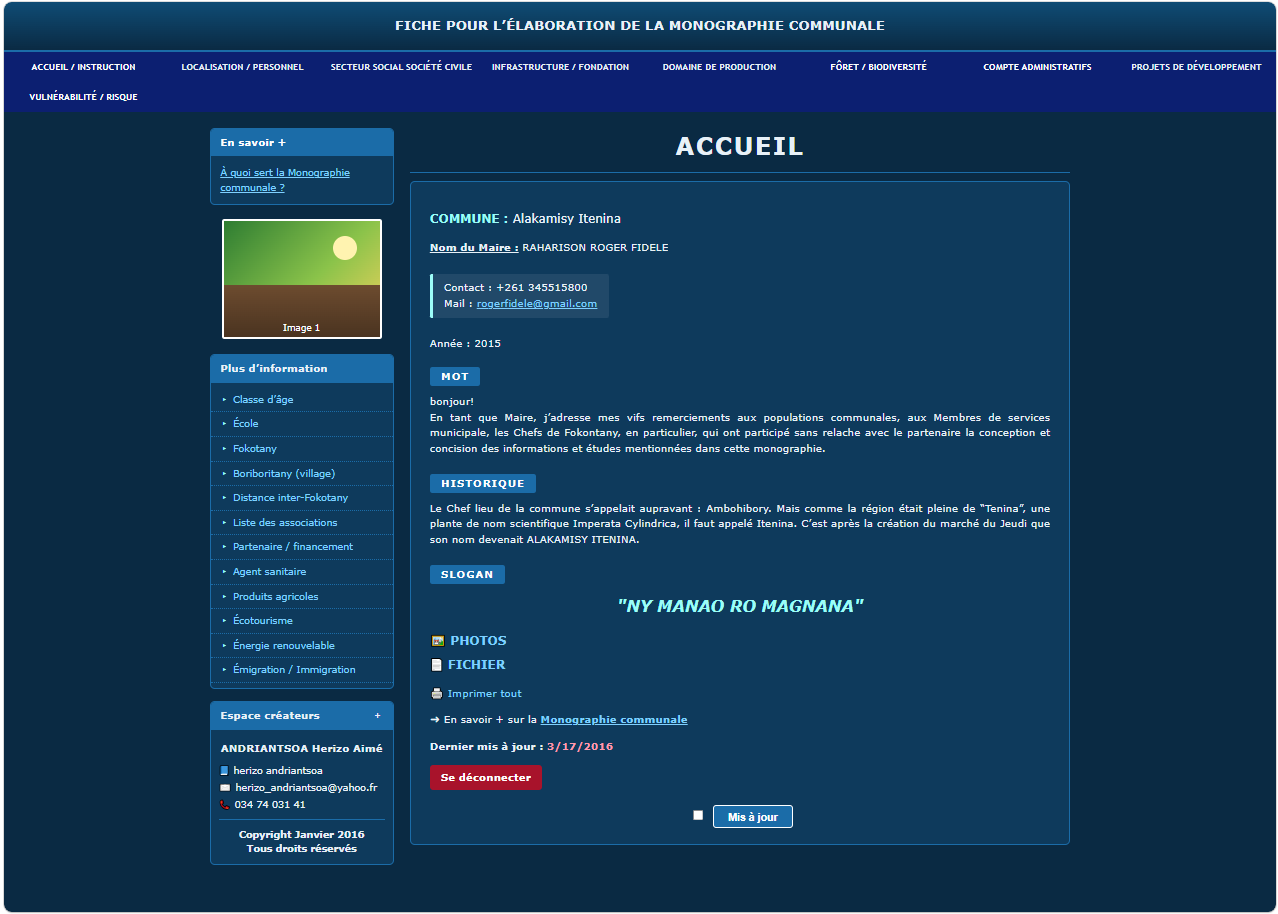 FICHE POUR L’ÉLABORATION DE LA MONOGRAPHIE COMMUNALE
ACCUEIL / INSTRUCTION LOCALISATION / PERSONNEL SECTEUR SOCIAL SOCIÉTÉ CIVILE INFRASTRUCTURE / FONDATION DOMAINE DE PRODUCTION FÔRET / BIODIVERSITÉ COMPTE ADMINISTRATIFS PROJETS DE DÉVELOPPEMENT
VULNÉRABILITÉ / RISQUE
En savoir +
À quoi sert la Monographie
communale ?
Image 1
Plus d’information
‣ Classe d’âge
‣ École
‣ Fokotany
‣ Boriboritany (village)
‣ Distance inter-Fokotany
‣ Liste des associations
‣ Partenaire / financement
‣ Agent sanitaire
‣ Produits agricoles
‣ Écotourisme
‣ Énergie renouvelable
‣ Émigration / Immigration
Espace créateurs +
ANDRIANTSOA Herizo Aimé
herizo andriantsoa
herizo_andriantsoa@yahoo.fr
034 74 031 41
Copyright Janvier 2016
Tous droits réservés
ACCUEIL
COMMUNE : Alakamisy Itenina
Nom du Maire : RAHARISON ROGER FIDELE
Contact : +261 345515800
Mail : rogerfidele@gmail.com
Année : 2015
MOT
bonjour!
En tant que Maire, j’adresse mes vifs remerciements aux populations communales, aux Membres de services
municipale, les Chefs de Fokontany, en particulier, qui ont participé sans relache avec le partenaire la conception et
concision des informations et études mentionnées dans cette monographie.
HISTORIQUE
Le Chef lieu de la commune s’appelait aupravant : Ambohibory. Mais comme la région était pleine de “Tenina”, une
plante de nom scientifique Imperata Cylindrica, il faut appelé Itenina. C’est après la création du marché du Jeudi que
son nom devenait ALAKAMISY ITENINA.
SLOGAN
"NY MANAO RO MAGNANA"
PHOTOS
FICHIER
Imprimer tout
➔ En savoir + sur la Monographie communale
Dernier mis à jour : 3/17/2016
Se déconnecter
Mis à jour